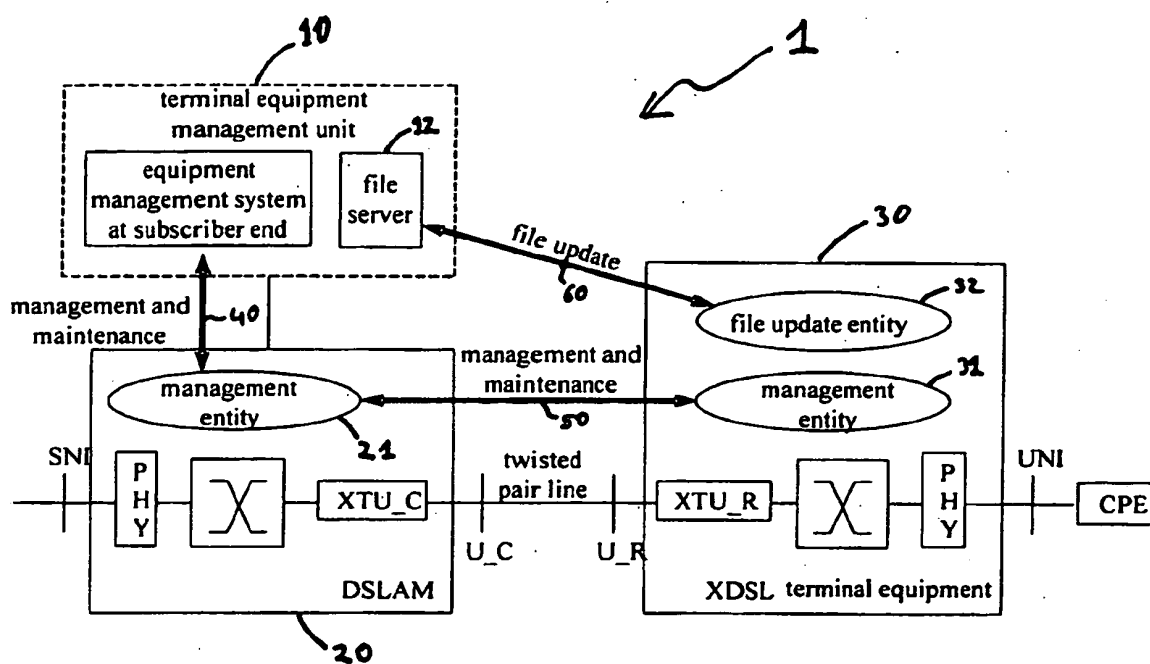 10
1
terminal equipment
management unit
12
equipment
management system
at subscriber end
file
server
30
file update
60
32
file update entity
management and
maintenance
40
management and
maintenance
31
management
entity
50
management
entity
21
SNI
P
H
Y
XTU_C
twisted
pair line
XTU_R
P
H
Y
UNI
CPE
U_C
U_R
DSLAM
XDSL terminal equipment
20